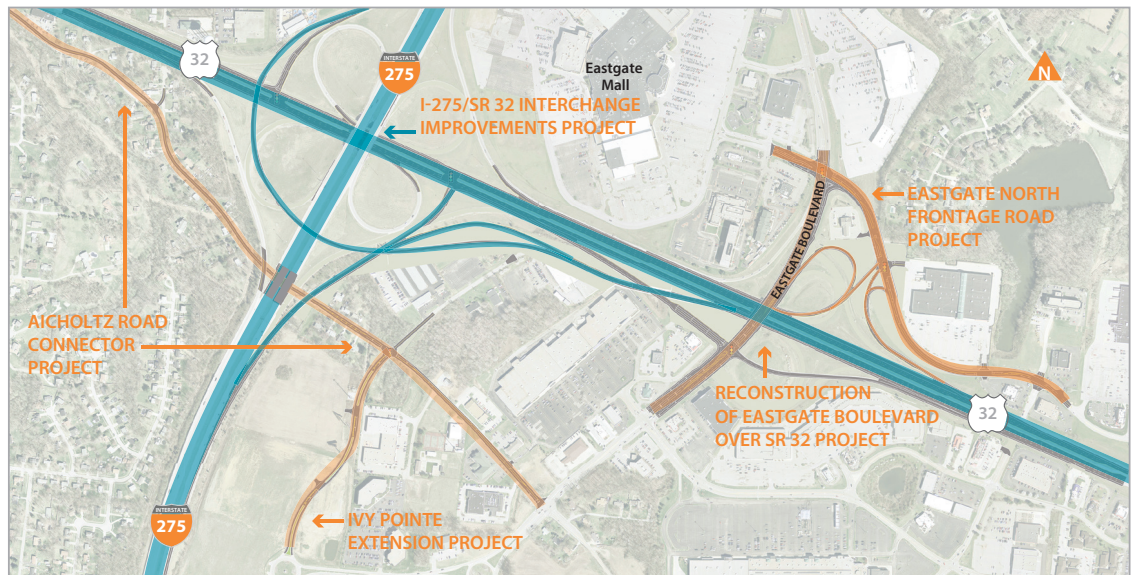 32
INTERSTATE
275
Eastgate
Mall
N
I-275/SR 32 INTERCHANGE
IMPROVEMENTS PROJECT
EASTGATE BOULEVARD
EASTGATE NORTH
FRONTAGE ROAD
PROJECT
AICHOLTZ ROAD
CONNECTOR
PROJECT
RECONSTRUCTION
OF EASTGATE BOULEVARD
OVER SR 32 PROJECT
32
INTERSTATE
275
IVY POINTE
EXTENSION PROJECT